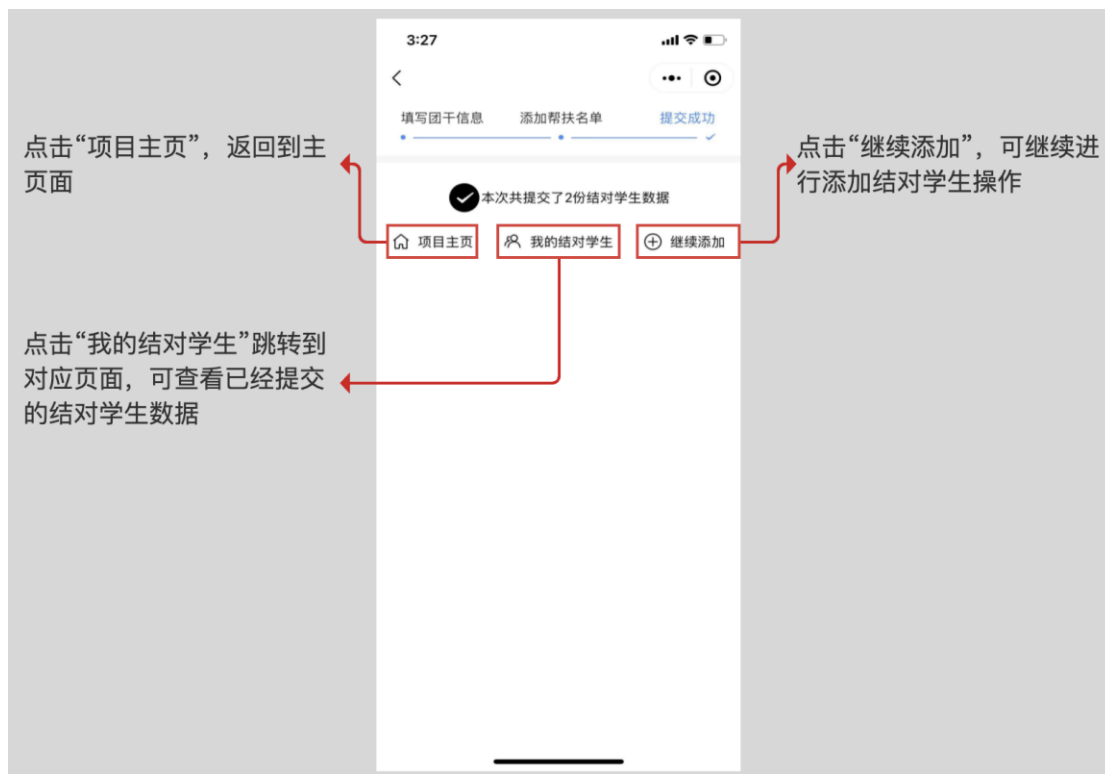 3:27
填写团干信息 添加帮扶名单 提交成功
点击“项目主页”，返回到主
页面
点击“继续添加”，可继续进
行添加结对学生操作
本次共提交了2份结对学生数据
项目主页 我的结对学生 继续添加
点击“我的结对学生”跳转到
对应页面，可查看已经提交
的结对学生数据